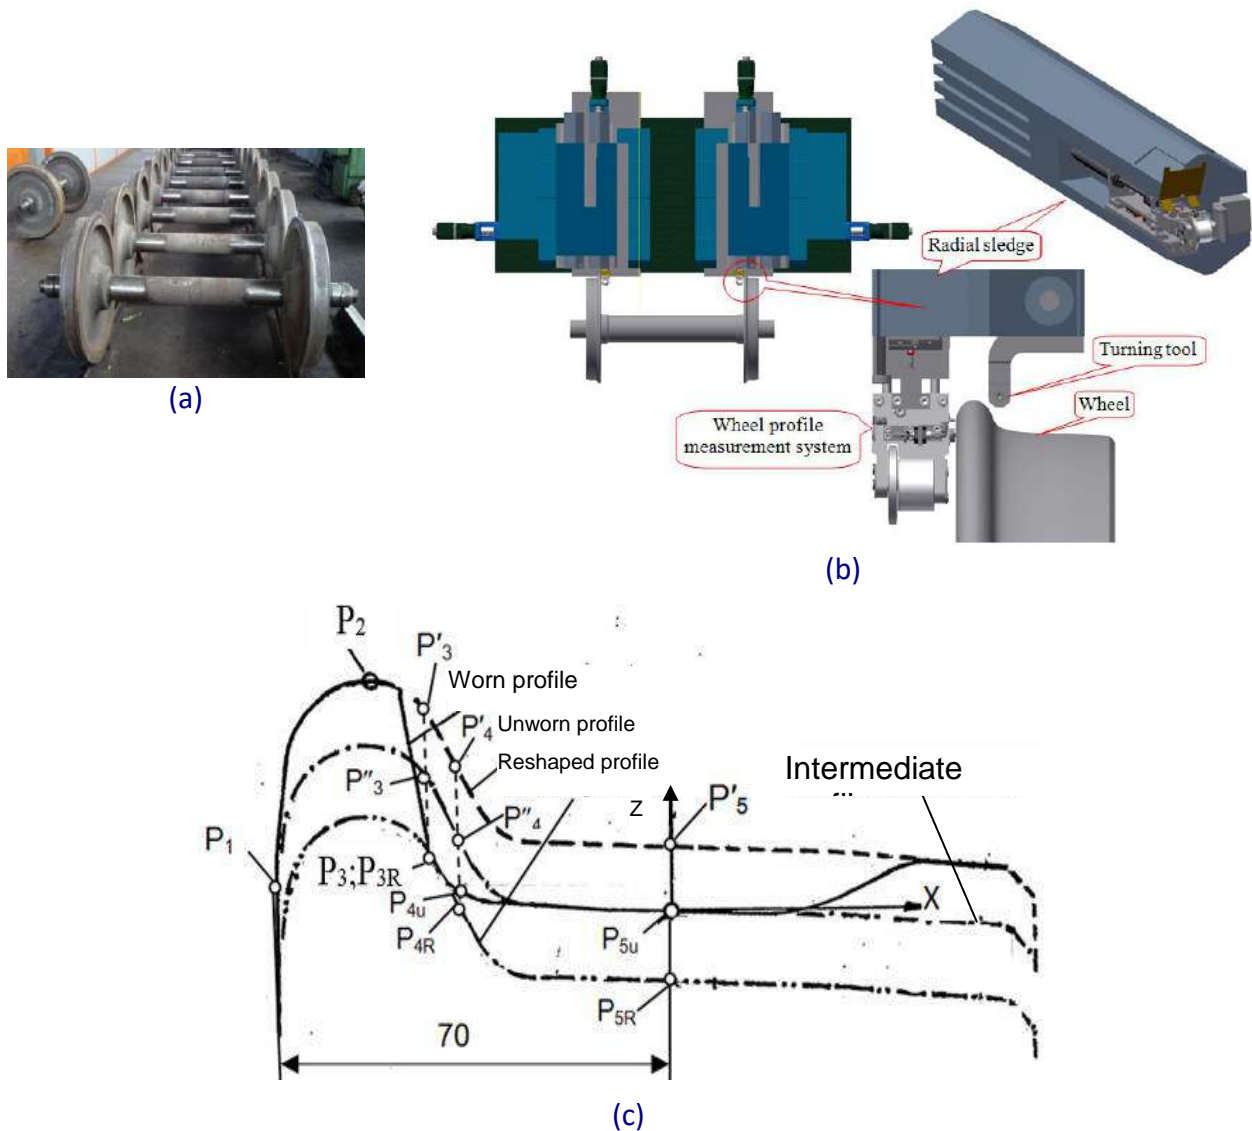 Radial sledge
Turning tool
Wheel
Wheel profile
measurement system
(a)
(b)
P2
P'3
Worn profile
P'4 Unworn profile
Reshaped profile
Intermediate
P''3
Z
P'5
P''4
P1
P3;P3R
P4u
X
P4R
P5u
P5R
70
(c)